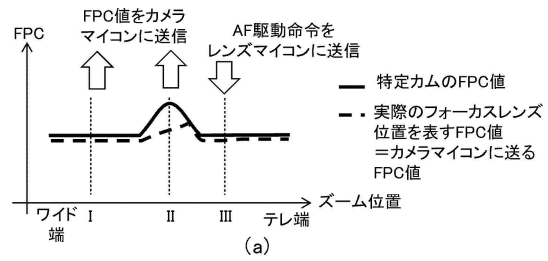 FPC値をカメラ
マイコンに送信
AF駆動命令を
レンズマイコンに送信
FPC
特定カムのFPC値
実際のフォーカスレンズ
位置を表すFPC値
=カメラマイコンに送る
FPC値
ズーム位置
ワイド
端
I
II
III
テレ端
(a)